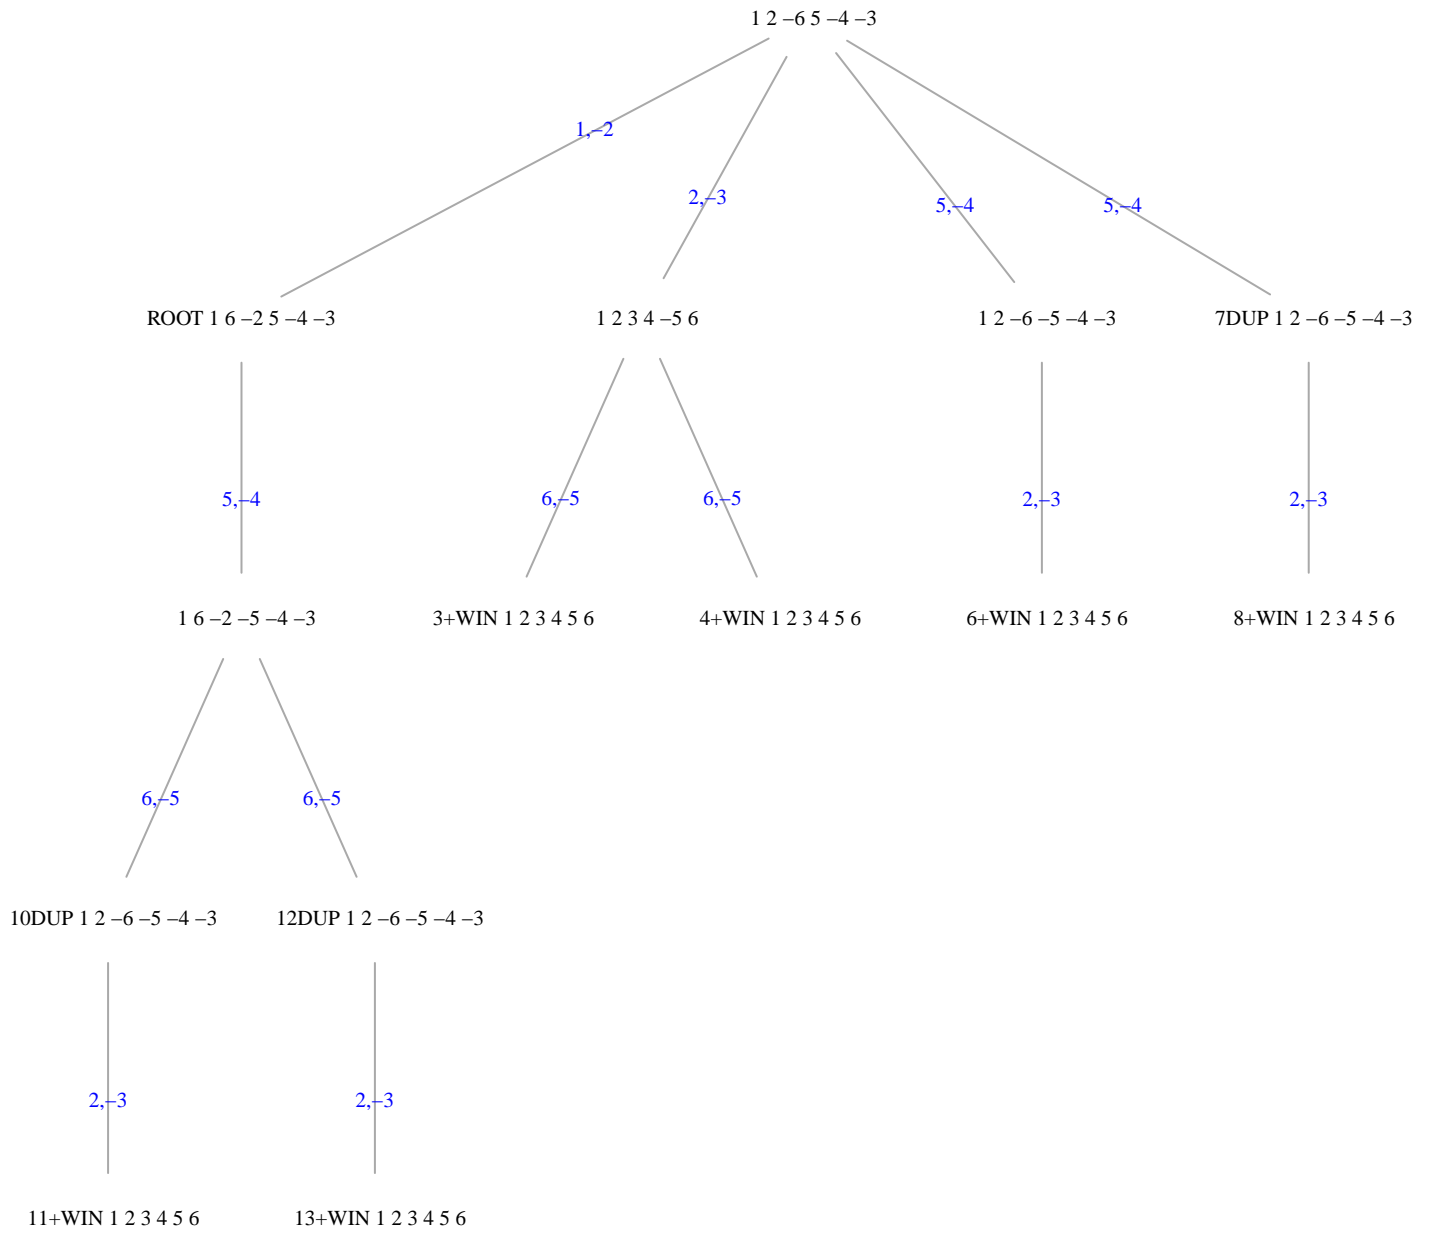 1 2 –6 5 –4 –3
1,–2
2,–3
5,–4
5,–4
ROOT 1 6 –2 5 –4 –3
1 2 3 4 –5 6
1 2 –6 –5 –4 –3
7DUP 1 2 –6 –5 –4 –3
5,–4
6,–5
6,–5
2,–3
2,–3
1 6 –2 –5 –4 –3
3+WIN 1 2 3 4 5 6
4+WIN 1 2 3 4 5 6
6+WIN 1 2 3 4 5 6
8+WIN 1 2 3 4 5 6
6,–5
6,–5
10DUP 1 2 –6 –5 –4 –3
12DUP 1 2 –6 –5 –4 –3
2,–3
2,–3
11+WIN 1 2 3 4 5 6
13+WIN 1 2 3 4 5 6